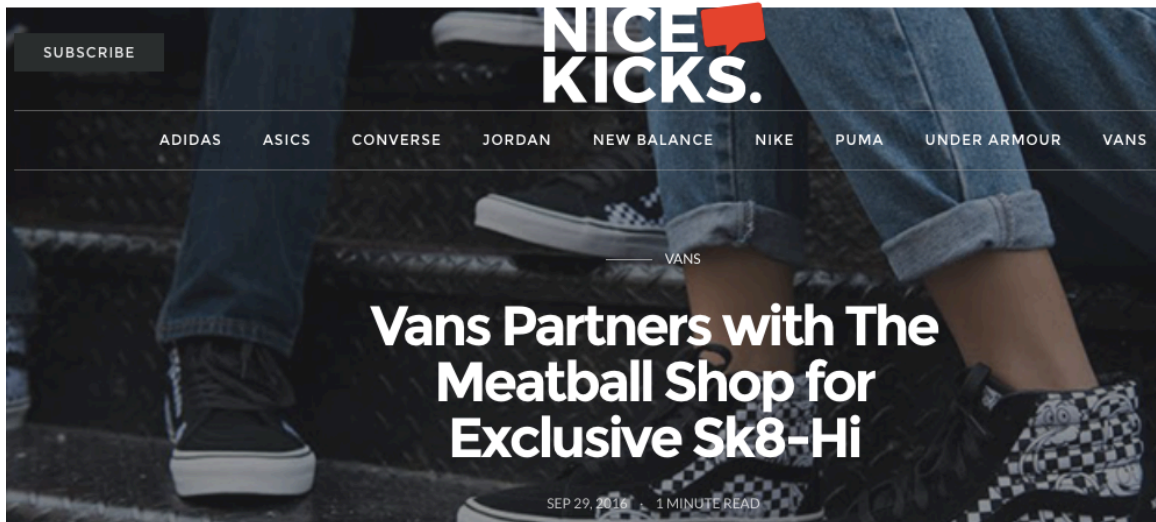 SUBSCRIBE
NICE
KICKS.
ADIDAS ASICS CONVERSE JORDAN NEW BALANCE NIKE PUMA UNDER ARMOUR VANS
VANS
Vans Partners with The
Meatball Shop for
Exclusive Sk8-Hi
SEP 29, 2016 · 1 MINUTE READ